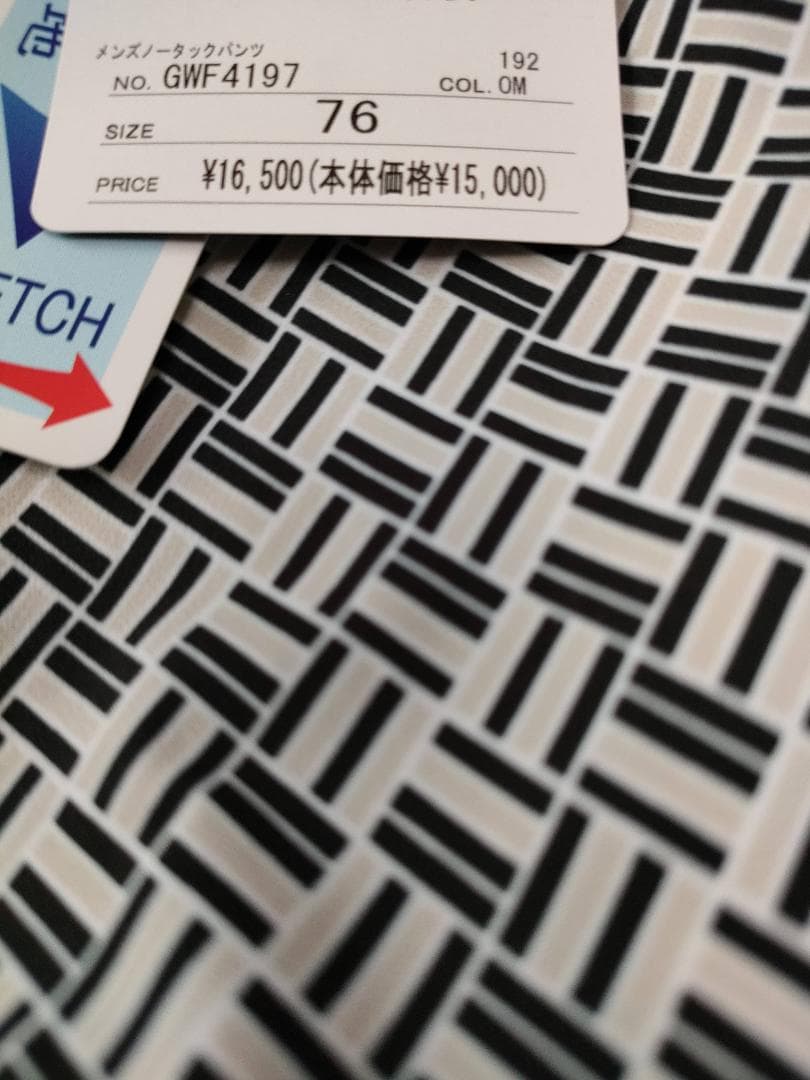 メンズノータックパンツ
192
NO. GWF4197 COL. 0M
SIZE 76
PRICE ¥16,500(本体価格¥15,000)
地
ETCH